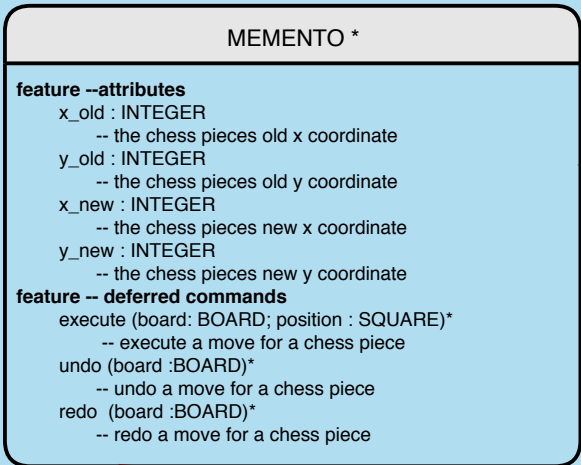 MEMENTO *
feature --attributes
x_old : INTEGER
-- the chess pieces old x coordinate
y_old : INTEGER
-- the chess pieces old y coordinate
x_new : INTEGER
-- the chess pieces new x coordinate
y_new : INTEGER
-- the chess pieces new y coordinate
feature -- deferred commands
execute (board: BOARD; position : SQUARE)*
-- execute a move for a chess piece
undo (board :BOARD)*
-- undo a move for a chess piece
redo (board :BOARD)*
-- redo a move for a chess piece